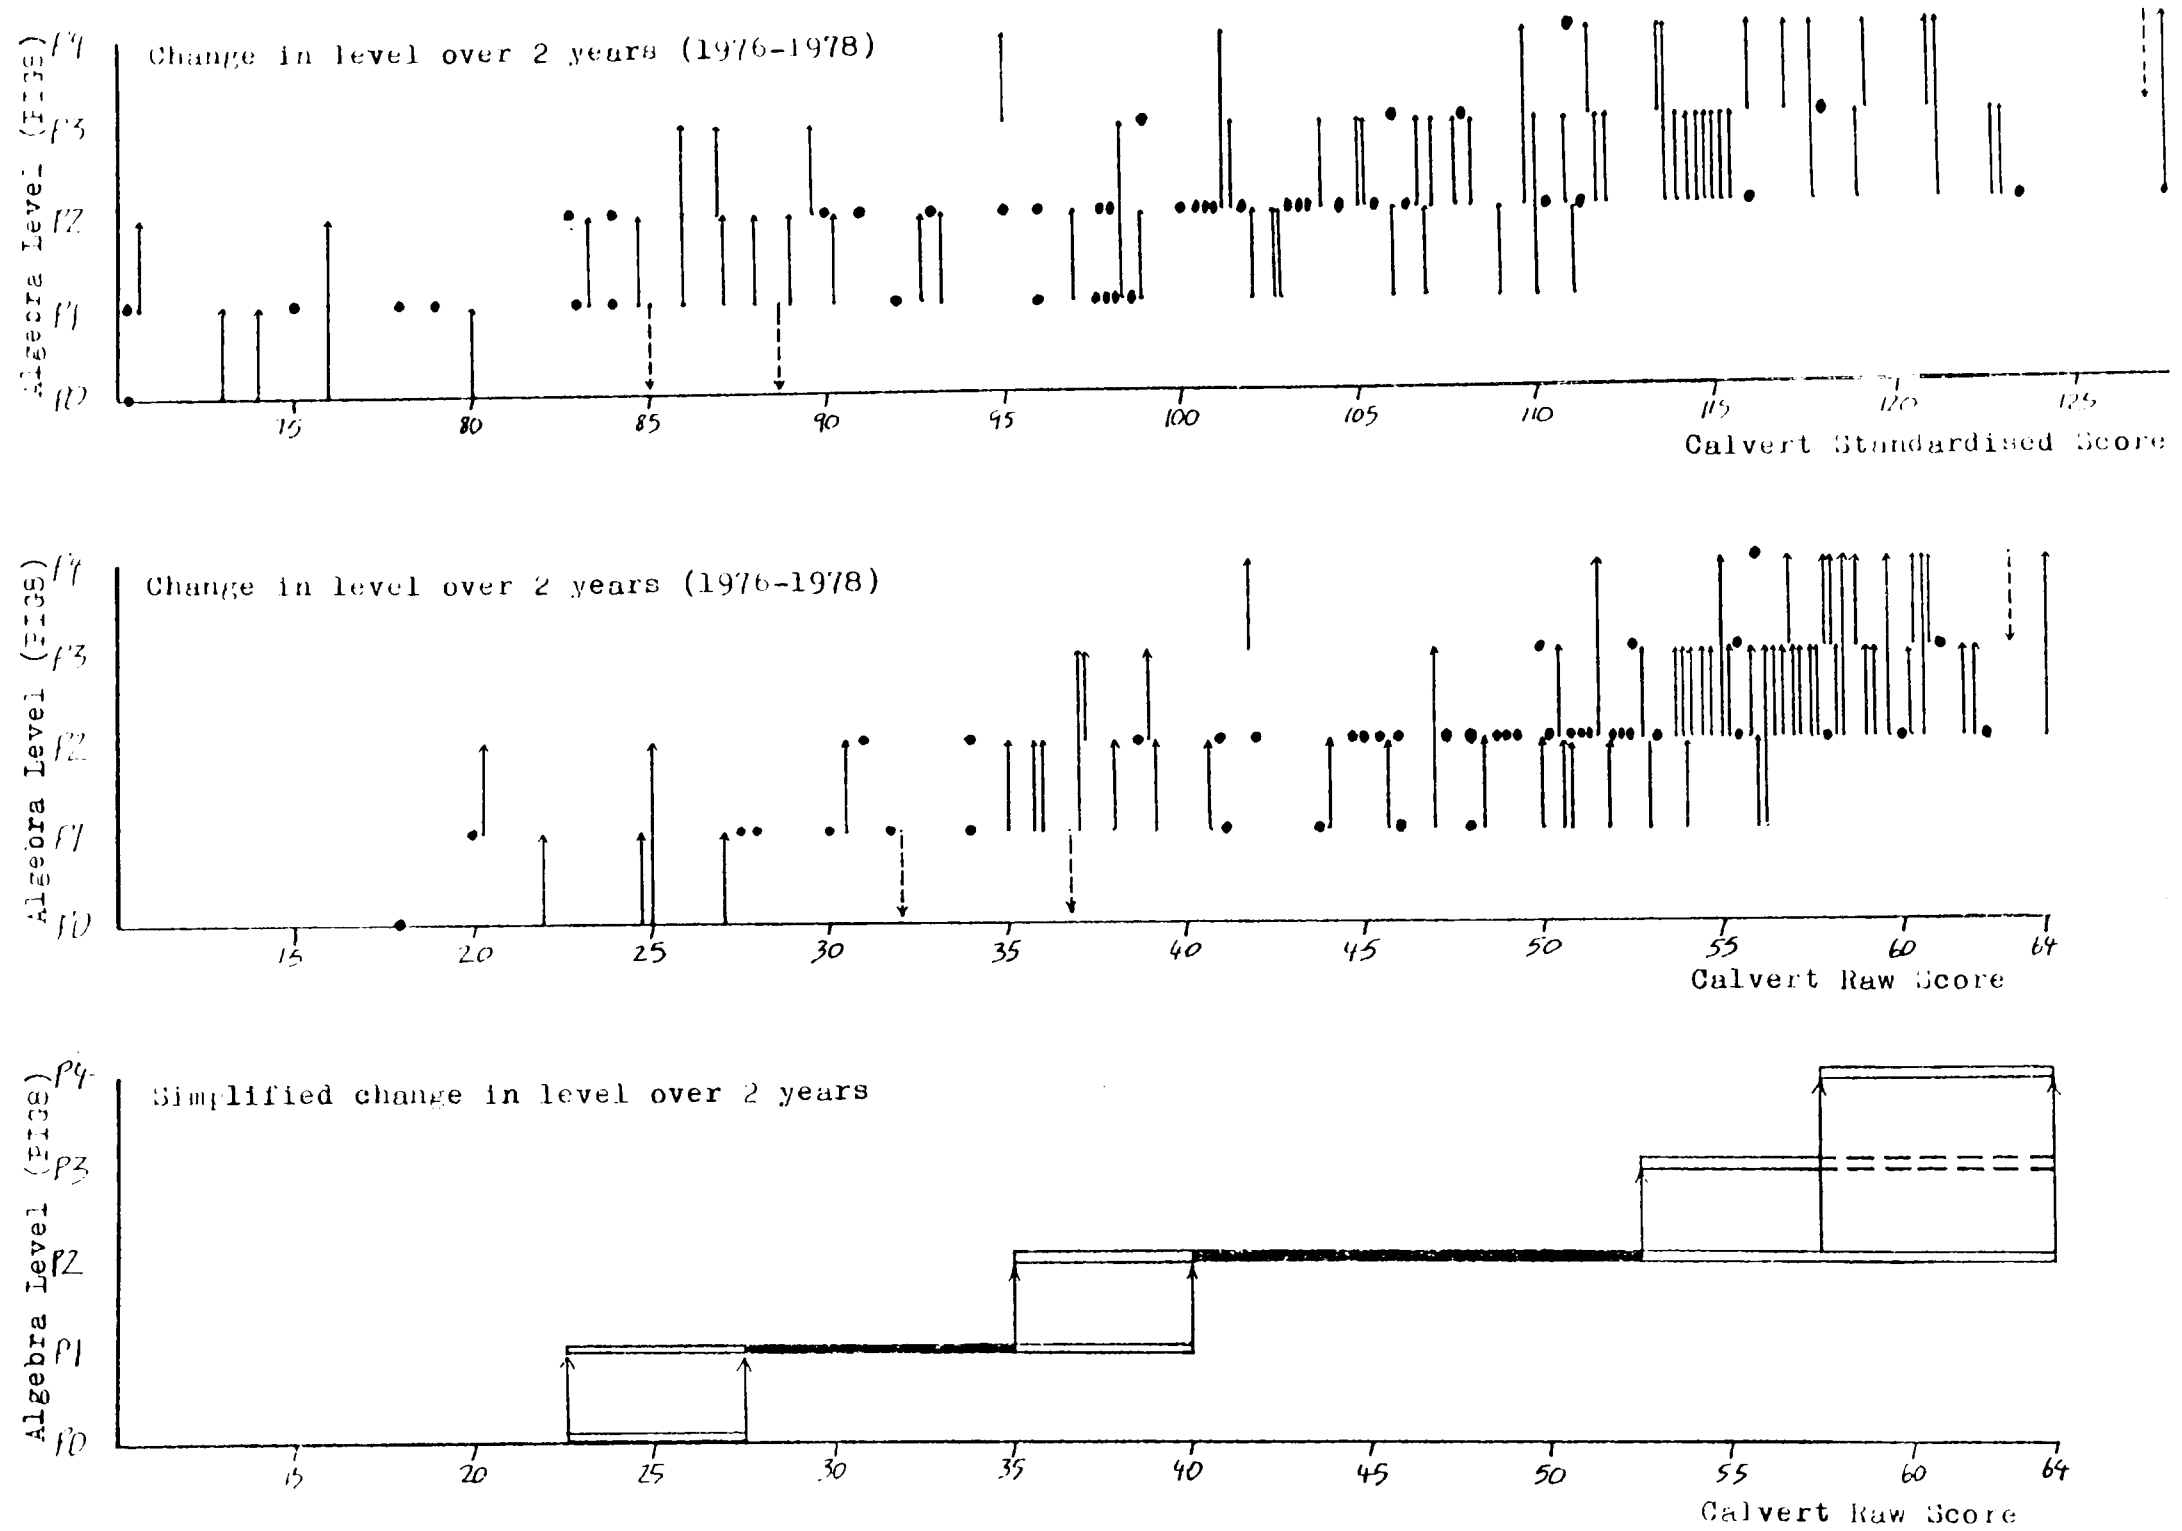 Change in level over 2 years (1976-1978)
Algebra Level (PIGS)
P4
P3
P2
P1
P0
75 80 85 90 95 100 105 110 115 120 125
Calvert Standardised Score
Change in level over 2 years (1976-1978)
Algebra Level (PIGS)
P4
P3
P2
P1
P0
15 20 25 30 35 40 45 50 55 60 64
Calvert Raw Score
Simplified change in level over 2 years
Algebra Level (PIGS)
P4
P3
P2
P1
P0
15 20 25 30 35 40 45 50 55 60 64
Calvert Raw Score